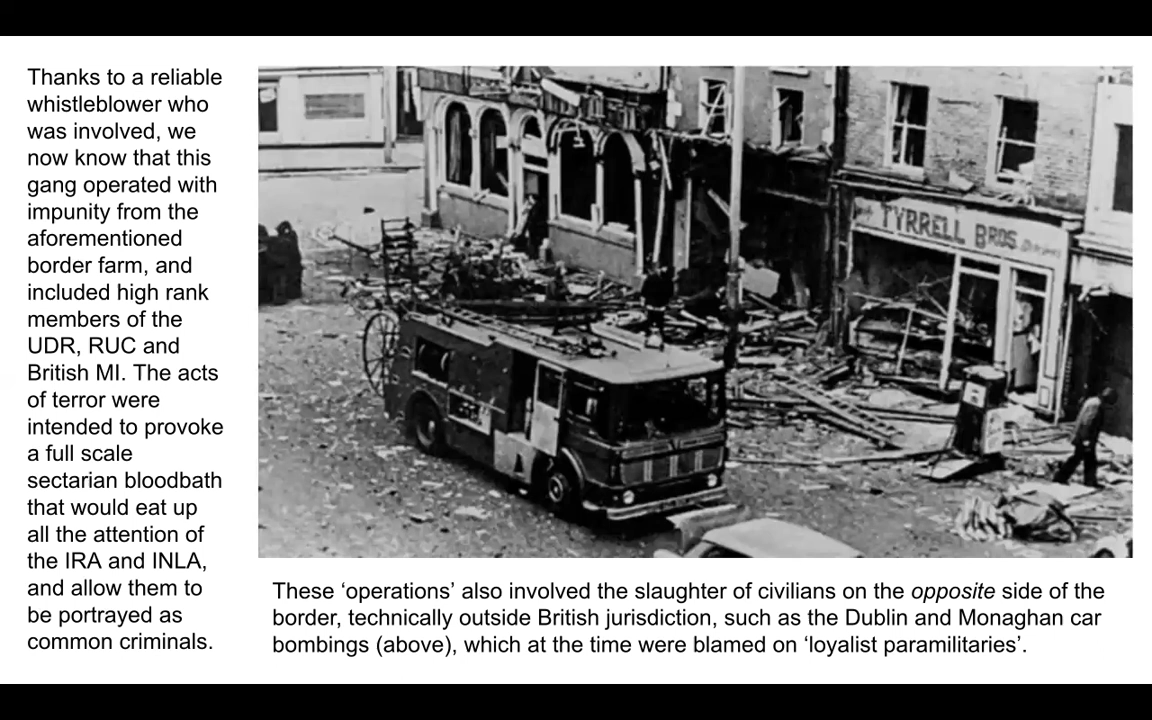 Thanks to a reliable
whistleblower who
was involved, we
now know that this
gang operated with
impunity from the
aforementioned
border farm, and
included high rank
members of the
UDR, RUC and
British MI. The acts
of terror were
intended to provoke
a full scale
sectarian bloodbath
that would eat up
all the attention of
the IRA and INLA,
and allow them to
be portrayed as
common criminals.
TYRRELL BROS
These ‘operations’ also involved the slaughter of civilians on the opposite side of the
border, technically outside British jurisdiction, such as the Dublin and Monaghan car
bombings (above), which at the time were blamed on ‘loyalist paramilitaries’.